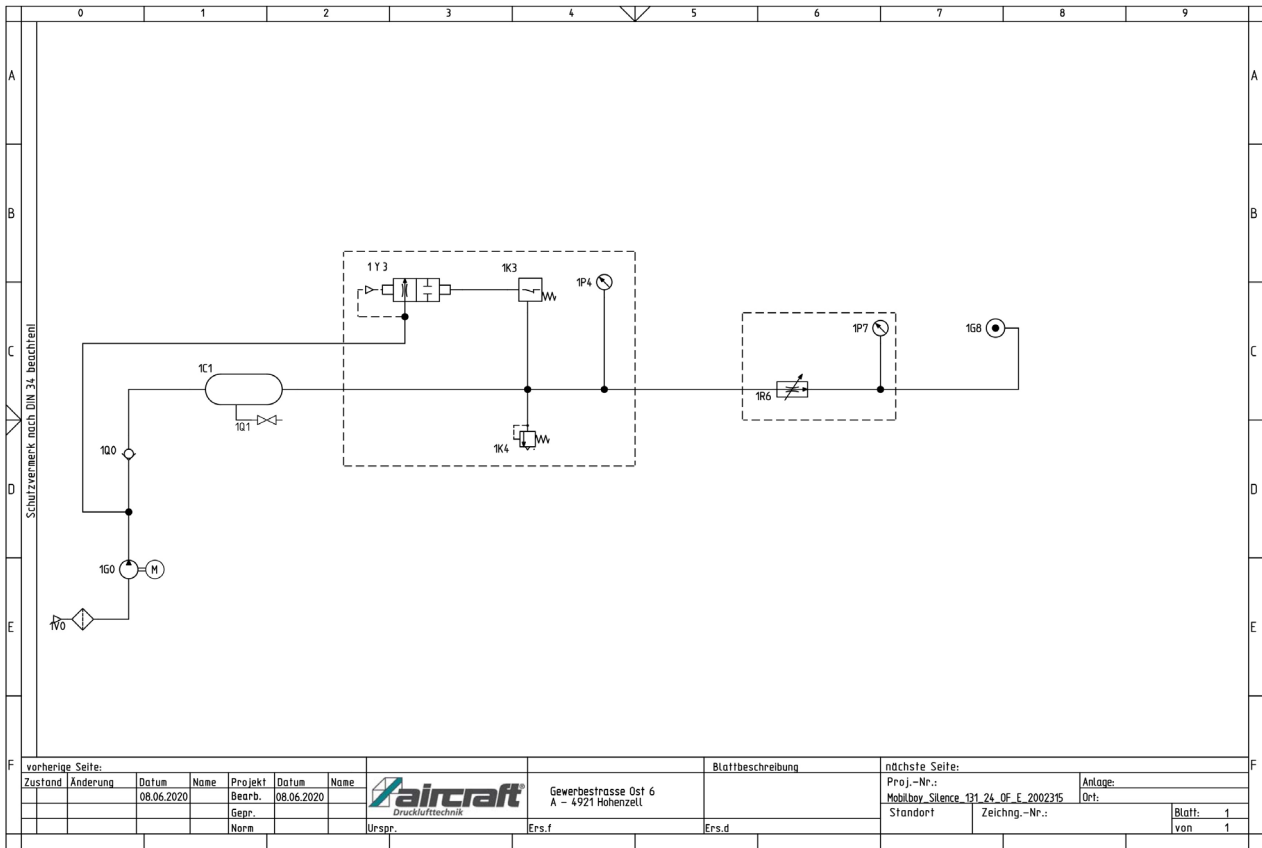 0 1 2 3 4 5 6 7 8 9
A A
B B
C C
D D
E E
F F
Schutzvermerk nach DIN 34 beachten!
1Y3
1K3
1P4
1P7
1G8
1C1
1R6
1Q1
1K4
1Q0
1G0
M
1V0
vorherige Seite:
Blattbeschreibung
nächste Seite:
Zustand Änderung Datum Name Projekt Datum Name
08.06.2020 Bearb. 08.06.2020
Gepr.
Norm
aircraft
Drucklufttechnik
Gewerbestrasse Ost 6
A - 4921 Hohenzell
Urspr. Ers.f Ers.d
Proj.-Nr.: Anlage:
Mobilboy_Silence_131_24_OF_E_2002315 Ort:
Standort Zeichng.-Nr.: Blatt: 1
von 1